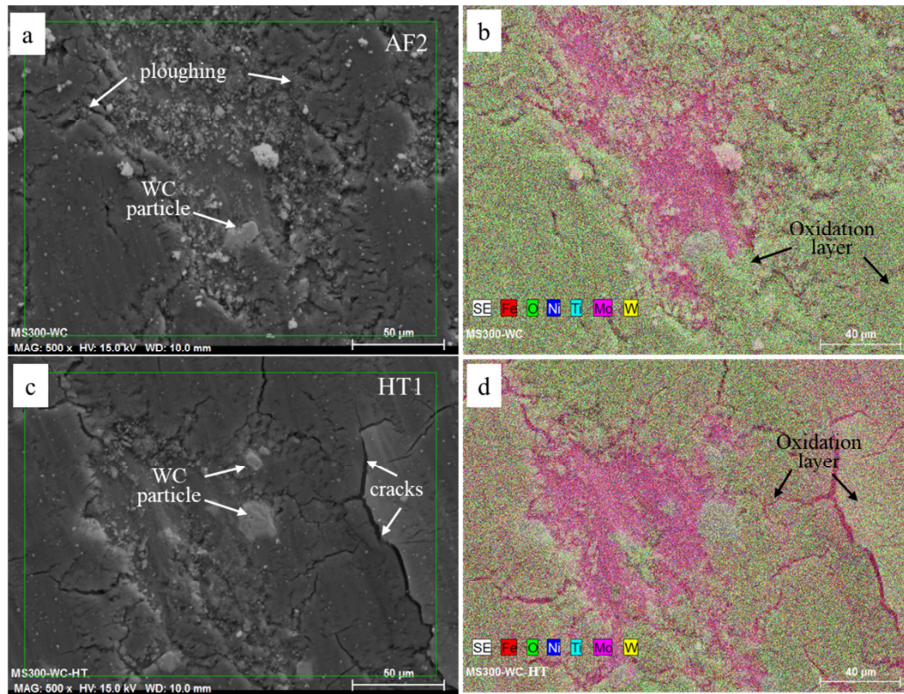 a
AF2
ploughing
WC
particle
MS300-WC
MAG: 500 x HV: 15.0 kV WD: 10.0 mm
50 µm
b
Oxidation
layer
SE Fe O Ni Ti Mo W
MS300-WC
40 µm
c
HT1
WC
particle
cracks
MS300-WC-HT
MAG: 500 x HV: 15.0 kV WD: 10.0 mm
50 µm
d
Oxidation
layer
SE Fe O Ni Ti Mo W
MS300-WC-HT
40 µm